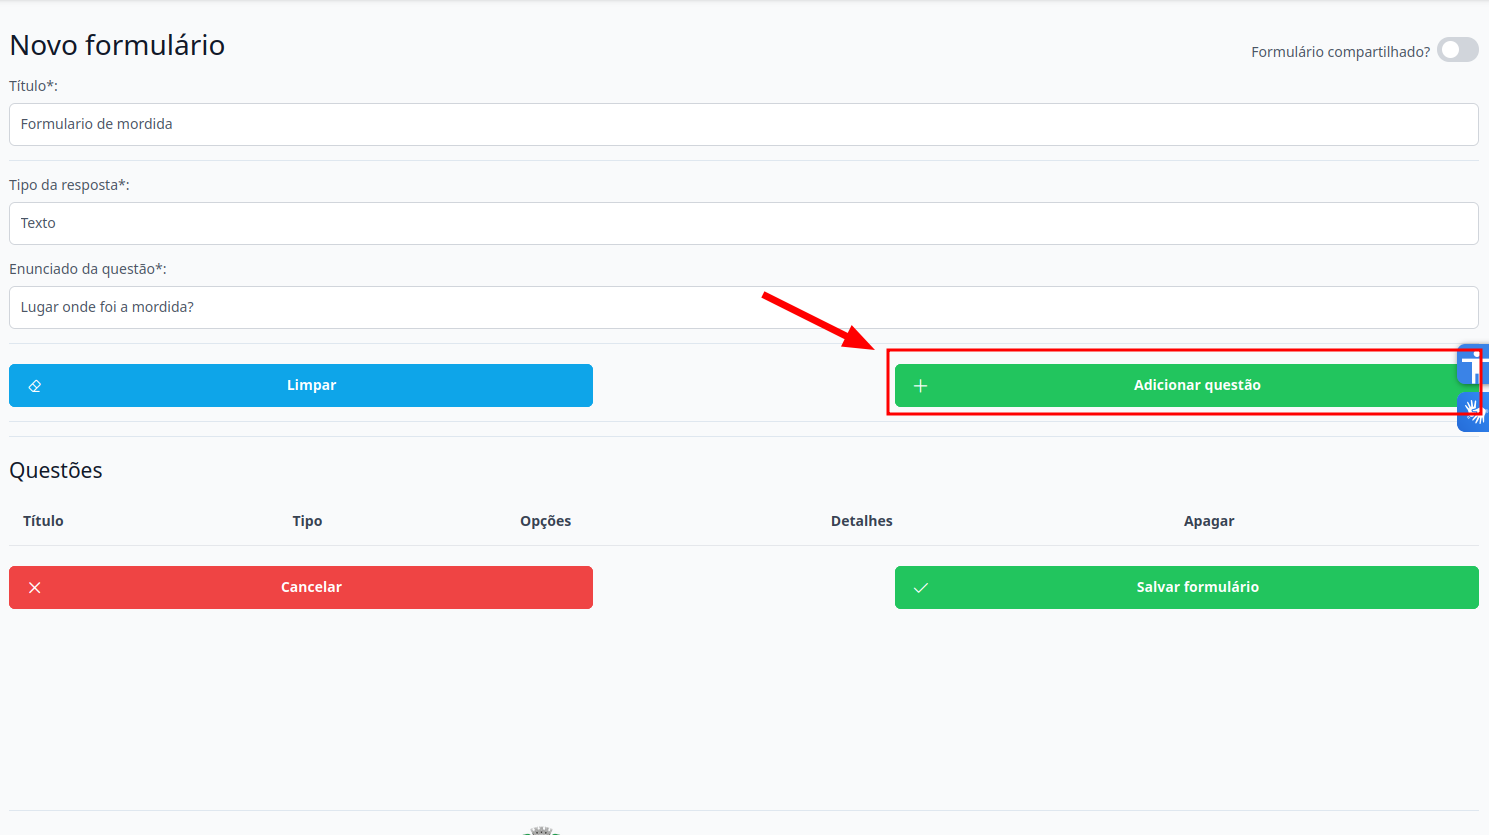 Novo formulário
Formulário compartilhado?
Título*:
Formulario de mordida
Tipo da resposta*:
Texto
Enunciado da questão*:
Lugar onde foi a mordida?
Limpar
Adicionar questão
Questões
Título Tipo Opções Detalhes Apagar
Cancelar
Salvar formulário